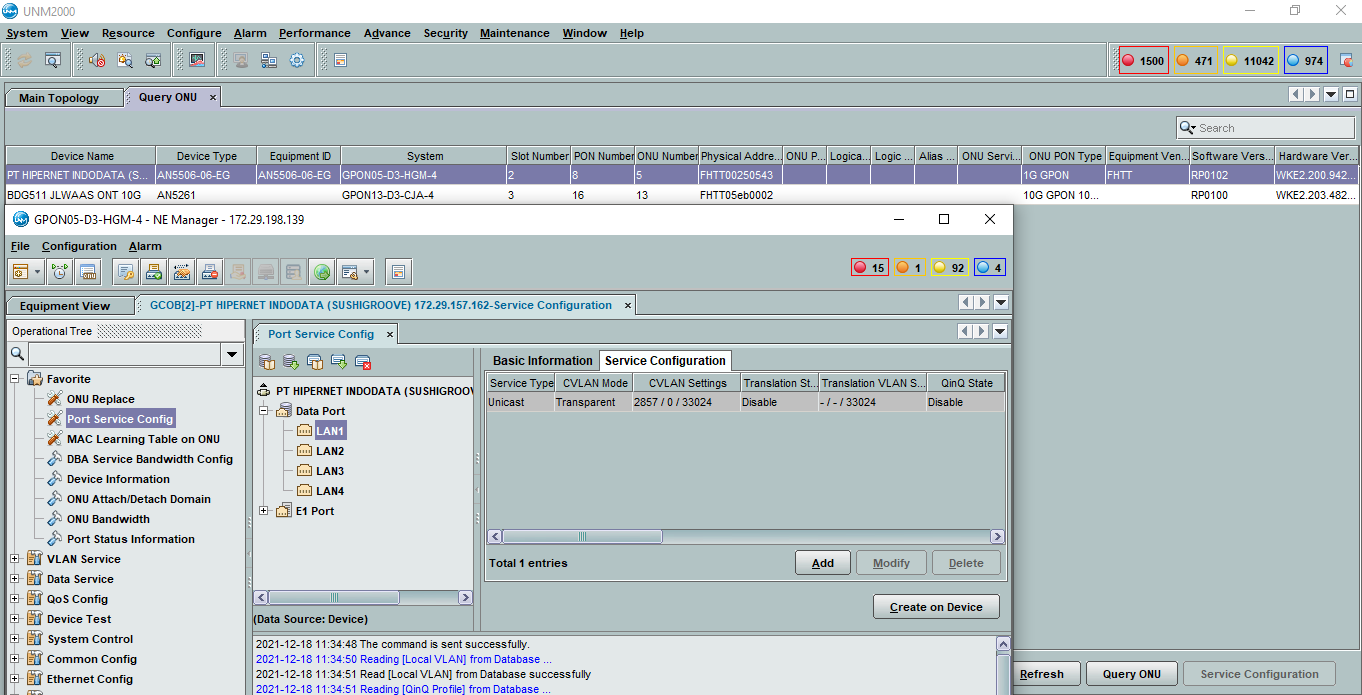 UNM2000
System View Resource Configure Alarm Performance Advance Security Maintenance Window Help
1500 471 11042 974
Main Topology Query ONU
Search
Device Name Device Type Equipment ID System Slot Number PON Number ONU Number Physical Addre... ONU P... Logica... Logic ... Alias ... ONU Servi... ONU PON Type Equipment Ven... Software Vers... Hardware Ver...
PT HIPERNET INDODATA (S... AN5506-06-EG AN5506-06-EG GPON05-D3-HGM-4 2 8 5 FHTT00250543 1G GPON FHTT RP0102 WKE2.200.942...
BDG511 JLWAAS ONT 10G AN5261 GPON13-D3-CJA-4 3 16 13 FHTT05eb0002 10G GPON 10... RP0100 WKE2.203.482...
GPON05-D3-HGM-4 - NE Manager - 172.29.198.139
File Configuration Alarm
15 1 92 4
Equipment View GCOB[2]-PT HIPERNET INDODATA (SUSHIGROOVE) 172.29.157.162-Service Configuration
Operational Tree
Favorite
ONU Replace
Port Service Config
MAC Learning Table on ONU
DBA Service Bandwidth Config
Device Information
ONU Attach/Detach Domain
ONU Bandwidth
Port Status Information
VLAN Service
Data Service
QoS Config
Device Test
System Control
Common Config
Ethernet Config
Port Service Config
PT HIPERNET INDODATA (SUSHIGROOV
Data Port
LAN1
LAN2
LAN3
LAN4
E1 Port
(Data Source: Device)
Basic Information Service Configuration
Service Type CVLAN Mode CVLAN Settings Translation St... Translation VLAN S... QinQ State
Unicast Transparent 2857 / 0 / 33024 Disable - / - / 33024 Disable
Total 1 entries Add Modify Delete
Create on Device
2021-12-18 11:34:48 The command is sent successfully.
2021-12-18 11:34:50 Reading [Local VLAN] from Database ...
2021-12-18 11:34:51 Read [Local VLAN] from Database successfully
2021-12-18 11:34:51 Reading [QinQ Profile] from Database ...
Refresh Query ONU Service Configuration